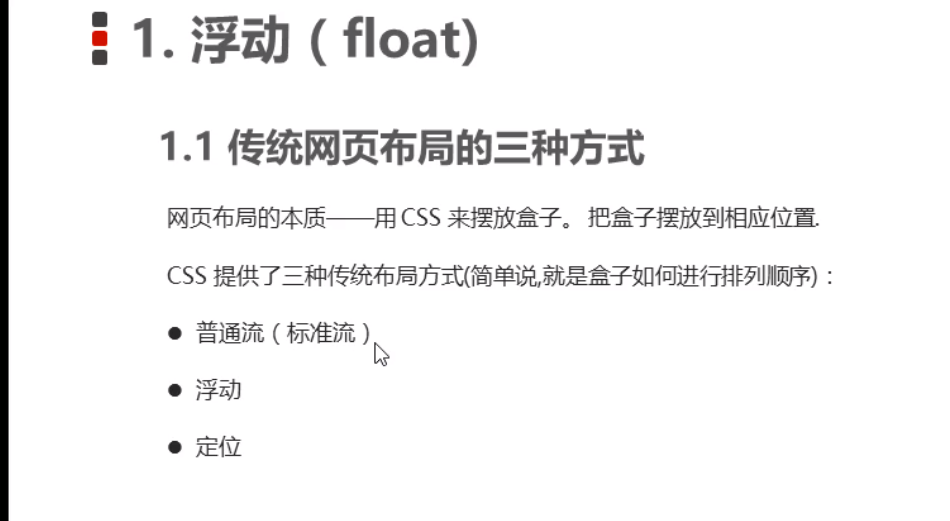 1. 浮动（float)
1.1 传统网页布局的三种方式
网页布局的本质——用 CSS 来摆放盒子。 把盒子摆放到相应位置.
CSS 提供了三种传统布局方式(简单说,就是盒子如何进行排列顺序)：
● 普通流（标准流）
● 浮动
● 定位